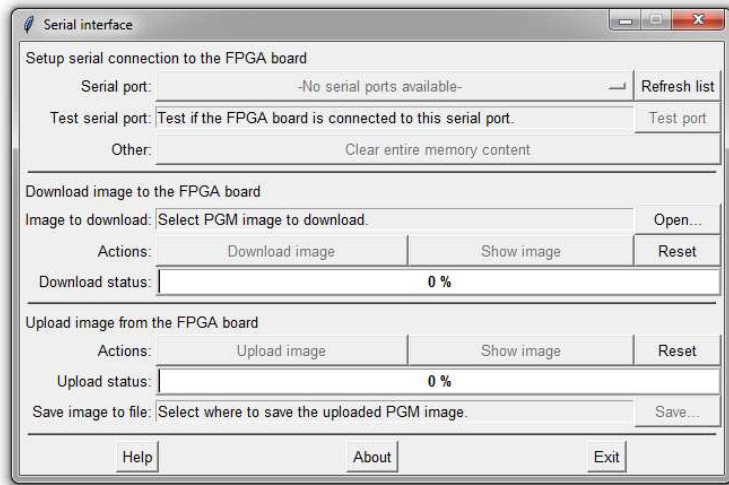 Serial interface
Setup serial connection to the FPGA board
Serial port: -No serial ports available- Refresh list
Test serial port: Test if the FPGA board is connected to this serial port. Test port
Other: Clear entire memory content
Download image to the FPGA board
Image to download: Select PGM image to download. Open...
Actions: Download image Show image Reset
Download status: 0 %
Upload image from the FPGA board
Actions: Upload image Show image Reset
Upload status: 0 %
Save image to file: Select where to save the uploaded PGM image. Save...
Help About Exit